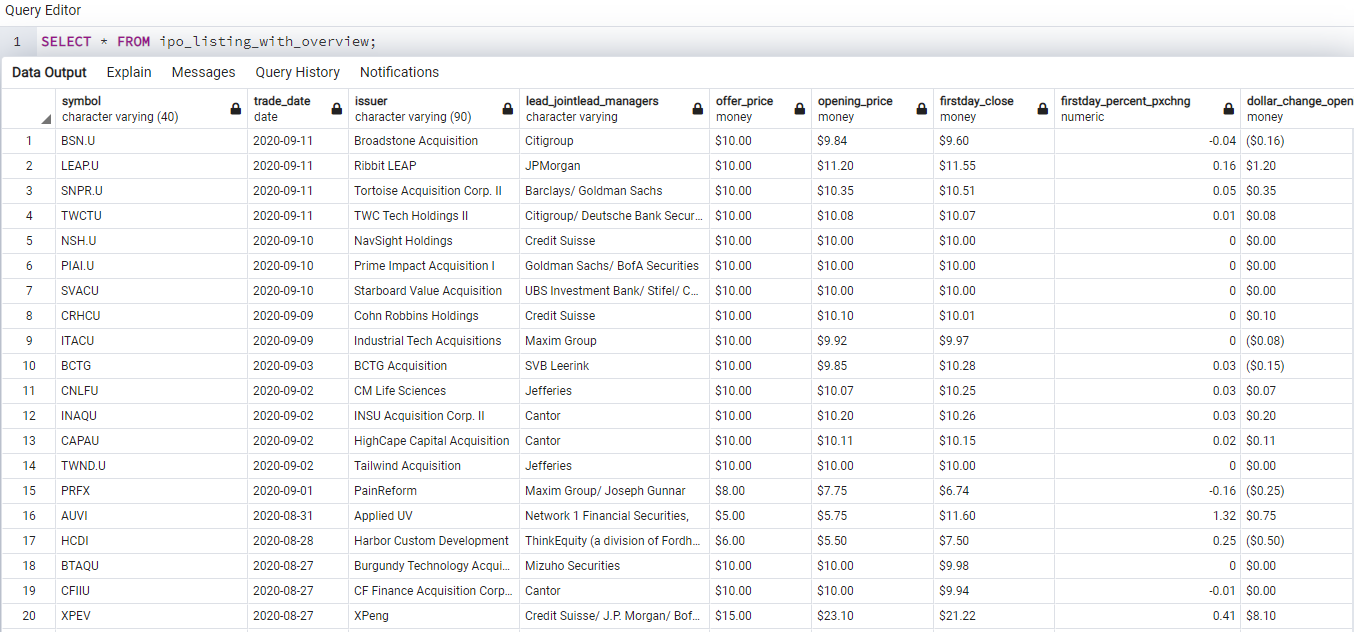 Query Editor
1 SELECT * FROM ipo_listing_with_overview;
Data Output Explain Messages Query History Notifications
symbol trade_date issuer lead_jointlead_managers offer_price opening_price firstday_close firstday_percent_pxchng dollar_change_open
character varying (40) date character varying (90) character varying money money money numeric money
1 BSN.U 2020-09-11 Broadstone Acquisition Citigroup $10.00 $9.84 $9.60 -0.04 ($0.16)
2 LEAP.U 2020-09-11 Ribbit LEAP JPMorgan $10.00 $11.20 $11.55 0.16 $1.20
3 SNPR.U 2020-09-11 Tortoise Acquisition Corp. II Barclays/ Goldman Sachs $10.00 $10.35 $10.51 0.05 $0.35
4 TWCTU 2020-09-11 TWC Tech Holdings II Citigroup/ Deutsche Bank Secur... $10.00 $10.08 $10.07 0.01 $0.08
5 NSH.U 2020-09-10 NavSight Holdings Credit Suisse $10.00 $10.00 $10.00 0 $0.00
6 PIAI.U 2020-09-10 Prime Impact Acquisition I Goldman Sachs/ BofA Securities $10.00 $10.00 $10.00 0 $0.00
7 SVACU 2020-09-10 Starboard Value Acquisition UBS Investment Bank/ Stifel/ C... $10.00 $10.00 $10.00 0 $0.00
8 CRHCU 2020-09-09 Cohn Robbins Holdings Credit Suisse $10.00 $10.10 $10.01 0 $0.10
9 ITACU 2020-09-09 Industrial Tech Acquisitions Maxim Group $10.00 $9.92 $9.97 0 ($0.08)
10 BCTG 2020-09-03 BCTG Acquisition SVB Leerink $10.00 $9.85 $10.28 0.03 ($0.15)
11 CNLFU 2020-09-02 CM Life Sciences Jefferies $10.00 $10.07 $10.25 0.03 $0.07
12 INAQU 2020-09-02 INSU Acquisition Corp. II Cantor $10.00 $10.20 $10.26 0.03 $0.20
13 CAPAU 2020-09-02 HighCape Capital Acquisition Cantor $10.00 $10.11 $10.15 0.02 $0.11
14 TWND.U 2020-09-02 Tailwind Acquisition Jefferies $10.00 $10.00 $10.00 0 $0.00
15 PRFX 2020-09-01 PainReform Maxim Group/ Joseph Gunnar $8.00 $7.75 $6.74 -0.16 ($0.25)
16 AUVI 2020-08-31 Applied UV Network 1 Financial Securities, $5.00 $5.75 $11.60 1.32 $0.75
17 HCDI 2020-08-28 Harbor Custom Development ThinkEquity (a division of Fordh... $6.00 $5.50 $7.50 0.25 ($0.50)
18 BTAQU 2020-08-27 Burgundy Technology Acqui... Mizuho Securities $10.00 $10.00 $9.98 0 $0.00
19 CFIIU 2020-08-27 CF Finance Acquisition Corp... Cantor $10.00 $10.00 $9.94 -0.01 $0.00
20 XPEV 2020-08-27 XPeng Credit Suisse/ J.P. Morgan/ Bof... $15.00 $23.10 $21.22 0.41 $8.10